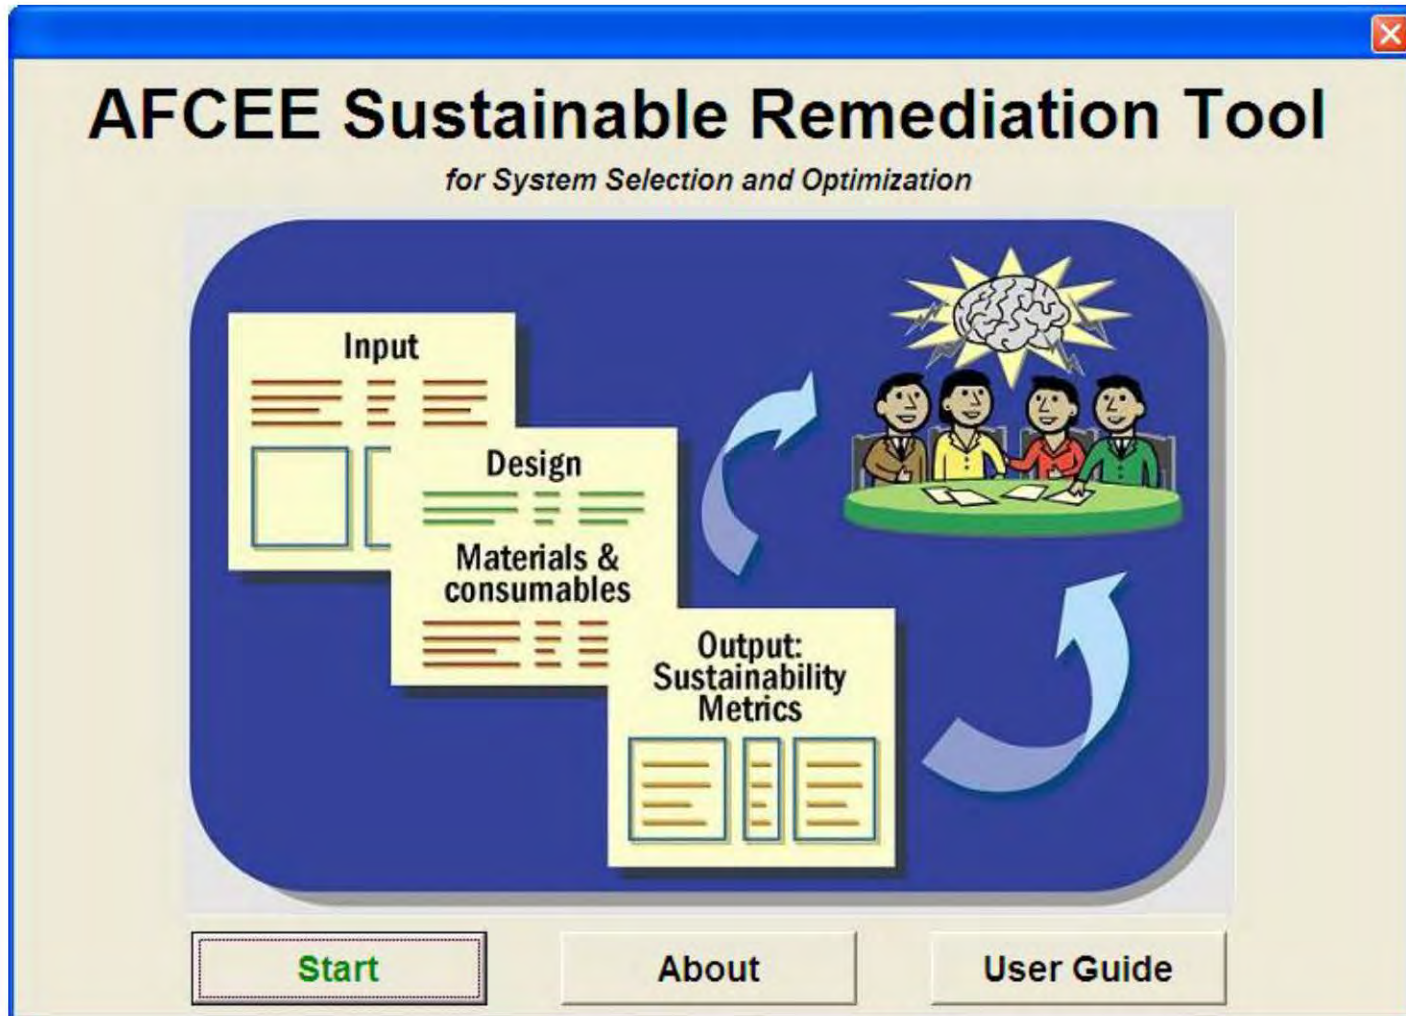 AFCEE Sustainable Remediation Tool
for System Selection and Optimization
Input
Design
Materials &
consumables
Output:
Sustainability
Metrics
Start
About
User Guide